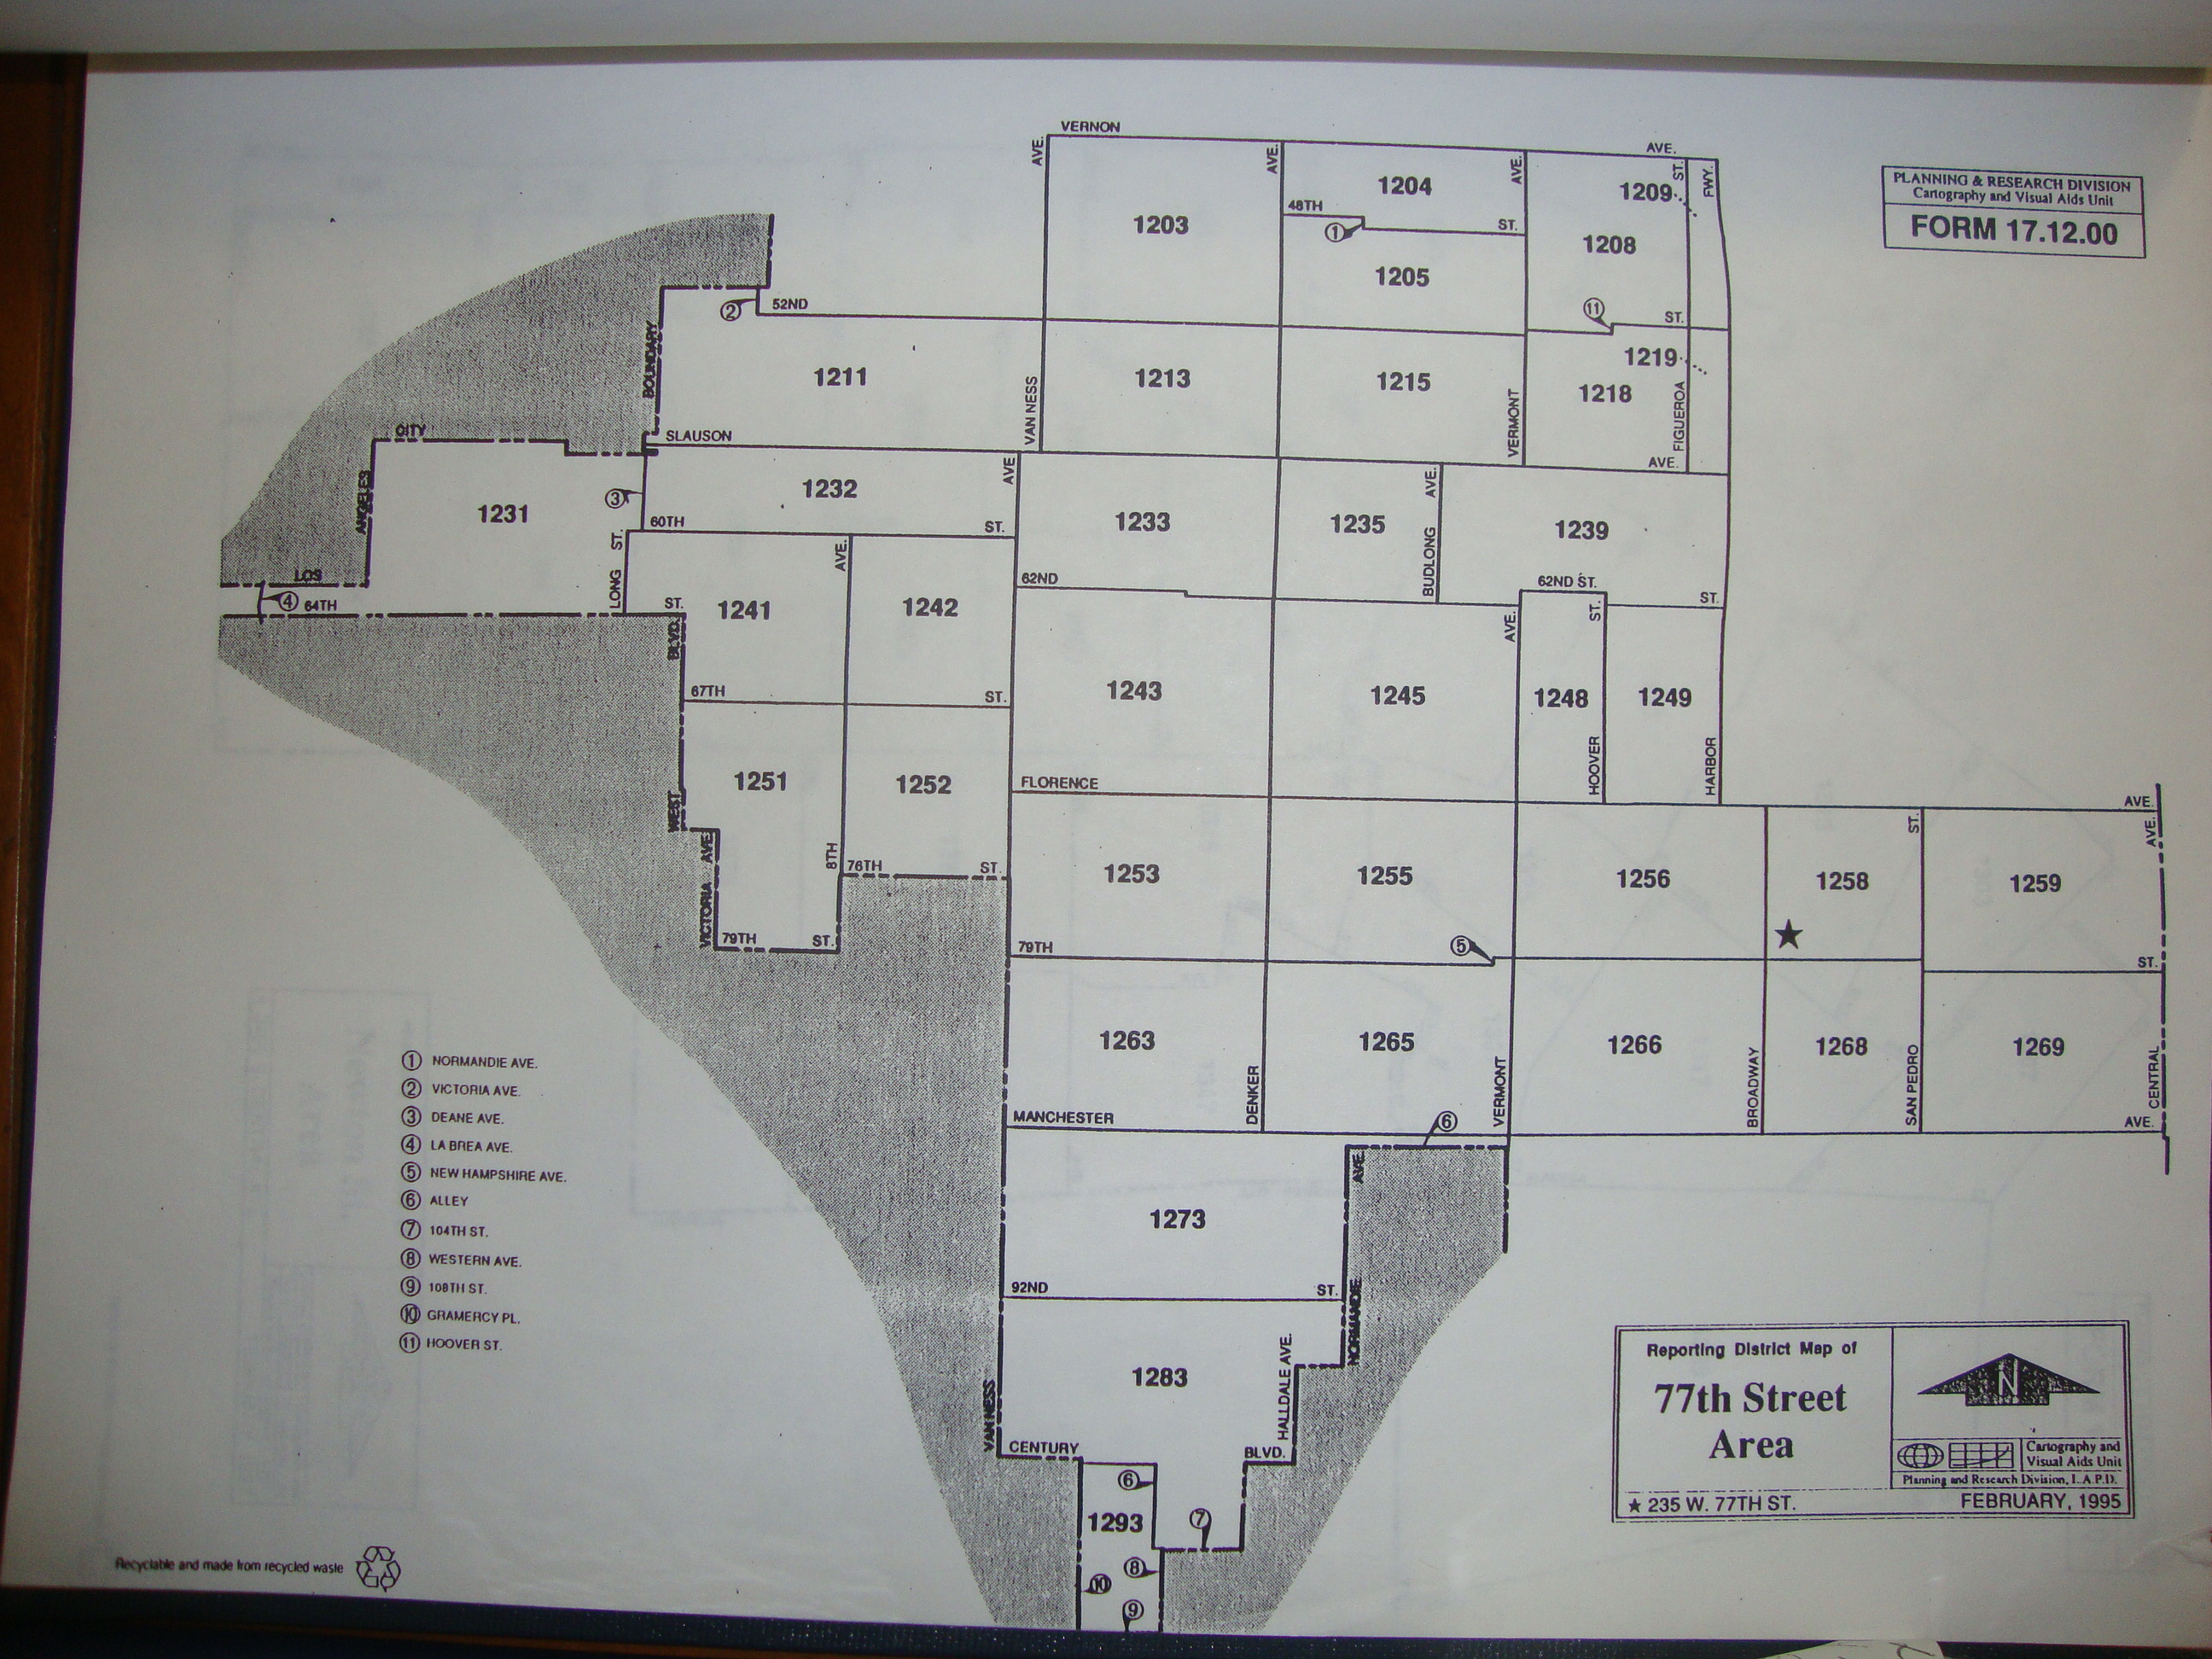 VERNON
AVE.
AVE.
AVE.
AVE.
ST.
FWY.
PLANNING & RESEARCH DIVISION
Cartography and Visual Aids Unit
FORM 17.12.00
1203
1204
1209
48TH
ST.
1
1208
1205
2
52ND
11
ST.
BOUNDARY
1211
1213
1215
1219
1218
VAN NESS
VERMONT
FIGUEROA
CITY
SLAUSON
AVE.
ANGELES
1231
3
1232
AVE
1233
1235
AVE.
BUDLONG
1239
60TH
ST.
LOS
4
64TH
LONG
ST.
ST.
AVE.
62ND
62ND ST.
ST.
1241
1242
BLVD.
AVE.
ST.
67TH
ST.
1243
1245
1248
1249
HOOVER
HARBOR
1251
1252
FLORENCE
AVE.
WEST
VICTORIA AVE.
8TH
76TH
ST.
1253
1255
1256
1258
ST.
1259
AVE.
79TH
ST.
79TH
5
ST.
1263
1265
1266
1268
1269
DENKER
VERMONT
BROADWAY
SAN PEDRO
CENTRAL
MANCHESTER
6
AVE.
1273
AVE.
NORMANDIE
92ND
ST.
1283
HALLDALE AVE.
VAN NESS
CENTURY
BLVD.
6
1293
7
8
10
9
1 NORMANDIE AVE.
2 VICTORIA AVE.
3 DEANE AVE.
4 LA BREA AVE.
5 NEW HAMPSHIRE AVE.
6 ALLEY
7 104TH ST.
8 WESTERN AVE.
9 108TH ST.
10 GRAMERCY PL.
11 HOOVER ST.
Reporting District Map of
77th Street
Area
★ 235 W. 77TH ST.
FEBRUARY, 1995
N
Cartography and
Visual Aids Unit
Planning and Research Division, L.A.P.D.
Recyclable and made from recycled waste